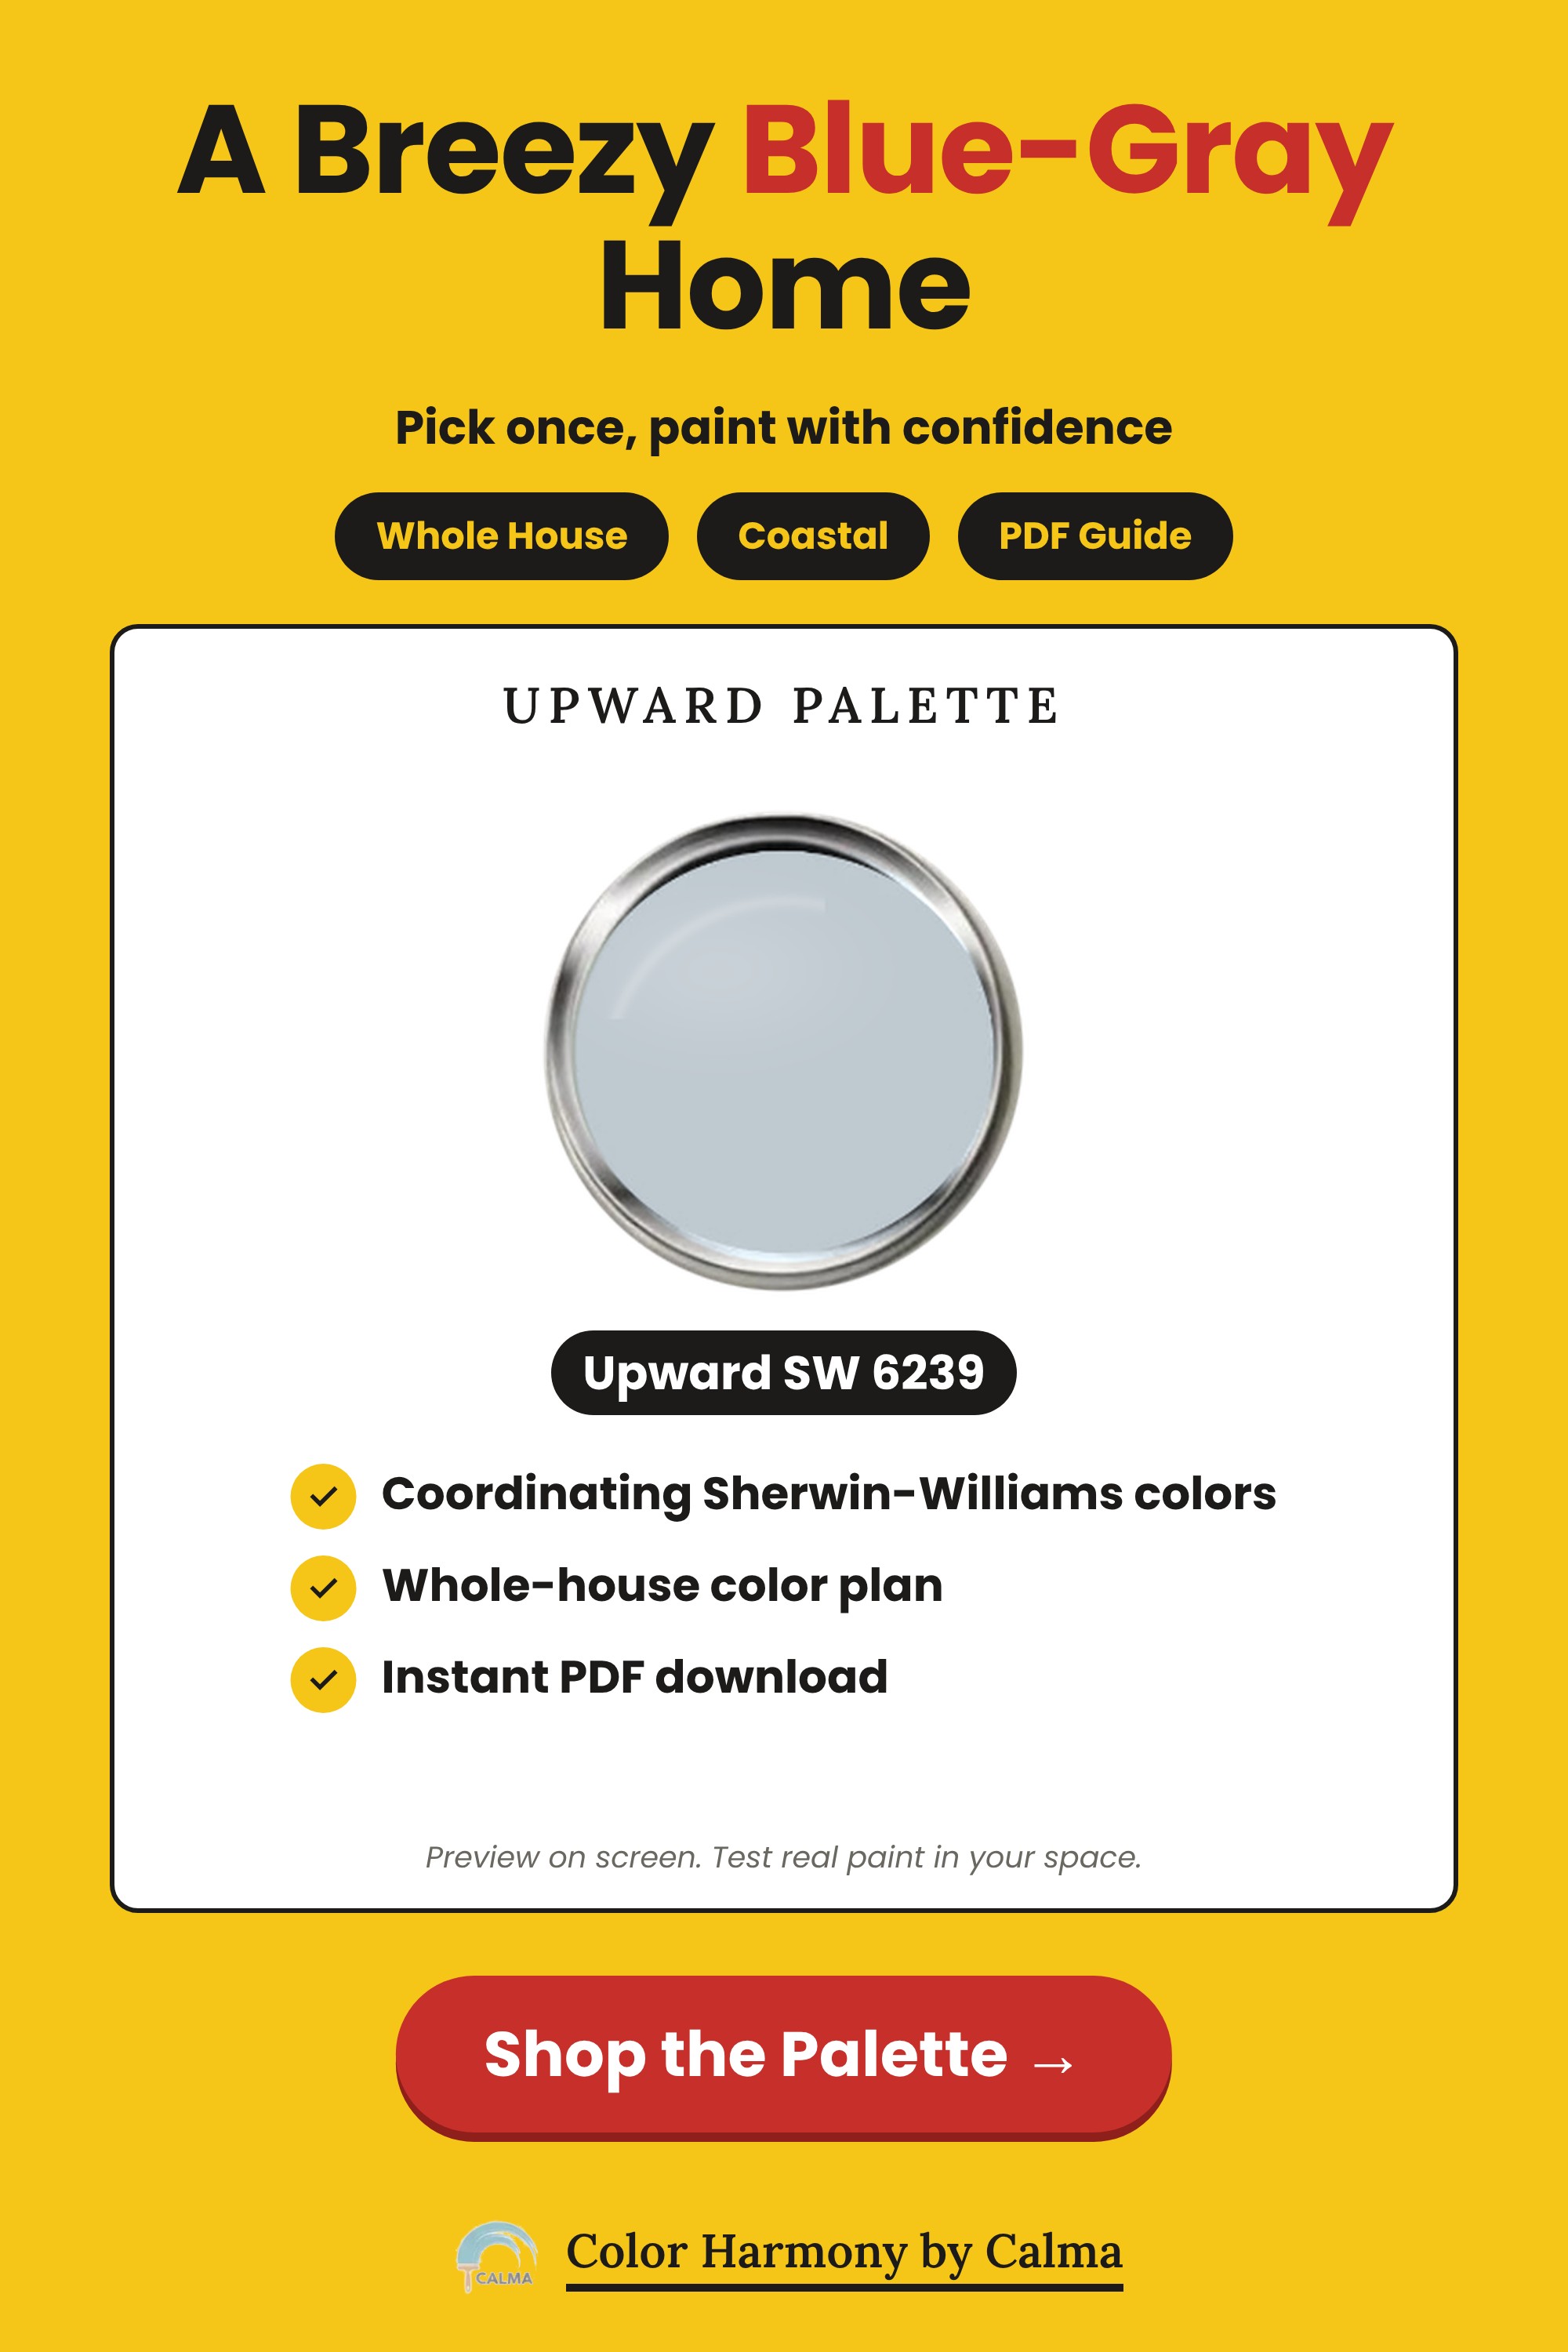 A Breezy Blue-Gray
Home
Pick once, paint with confidence
Whole House
Coastal
PDF Guide
UPWARD PALETTE
Upward SW 6239
Coordinating Sherwin-Williams colors
Whole-house color plan
Instant PDF download
Preview on screen. Test real paint in your space.
Shop the Palette →
CALMA
Color Harmony by Calma